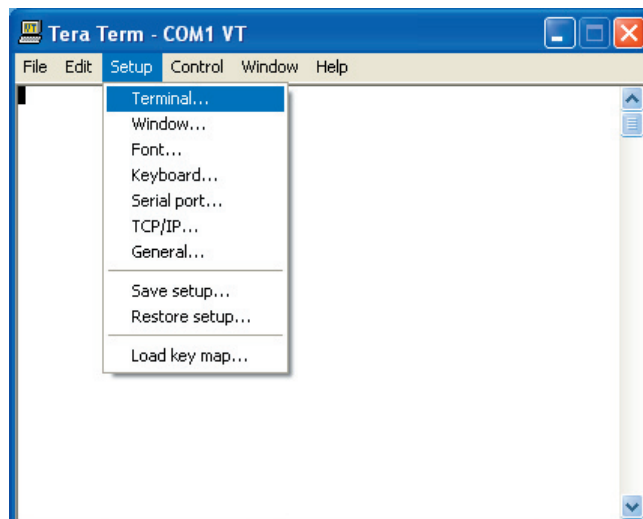 Tera Term - COM1 VT
File Edit Setup Control Window Help
Terminal...
Window...
Font...
Keyboard...
Serial port...
TCP/IP...
General...
Save setup...
Restore setup...
Load key map...